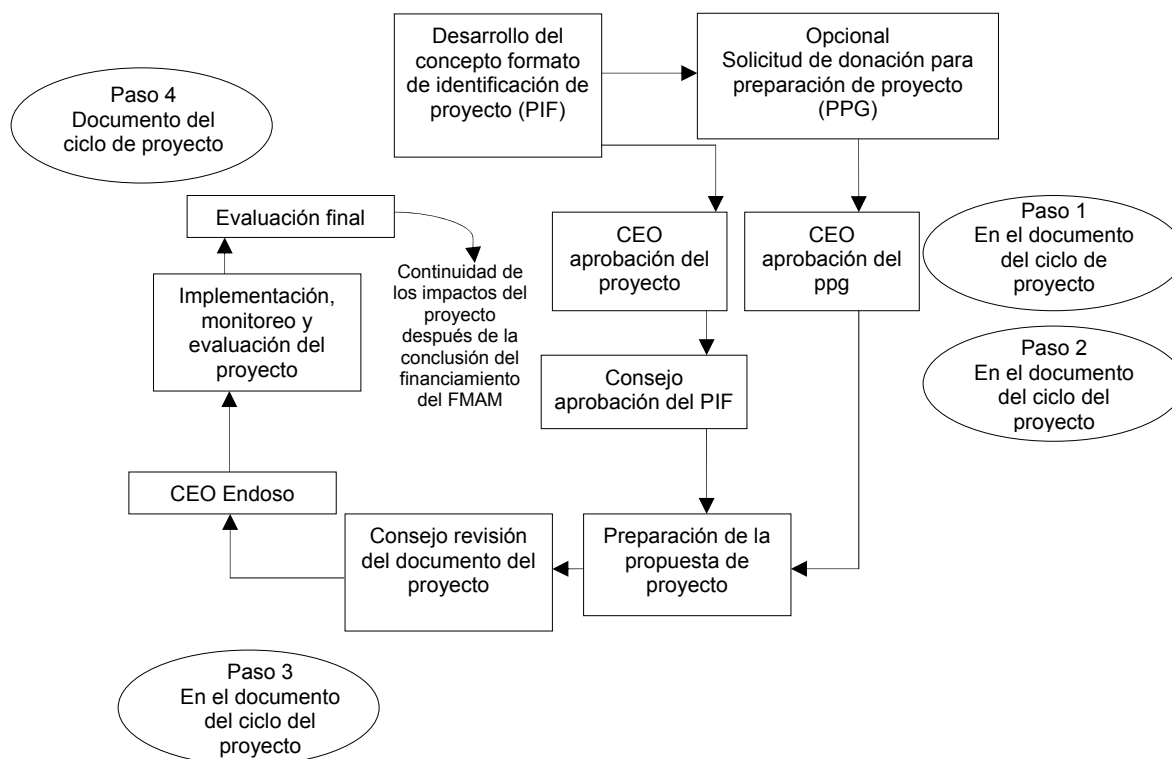 Desarrollo del
concepto formato
de identificación de
proyecto (PIF)
Opcional
Solicitud de donación para
preparación de proyecto
(PPG)
Paso 4
Documento del
ciclo de proyecto
Evaluación final
CEO
aprobación del
proyecto
CEO
aprobación del
ppg
Paso 1
En el documento
del ciclo de
proyecto
Continuidad de
los impactos del
proyecto
después de la
conclusión del
financiamiento
del FMAM
Implementación,
monitoreo y
evaluación del
proyecto
Consejo
aprobación del PIF
Paso 2
En el documento
del ciclo del
proyecto
CEO Endoso
Consejo revisión
del documento del
proyecto
Preparación de la
propuesta de
proyecto
Paso 3
En el documento
del ciclo del
proyecto